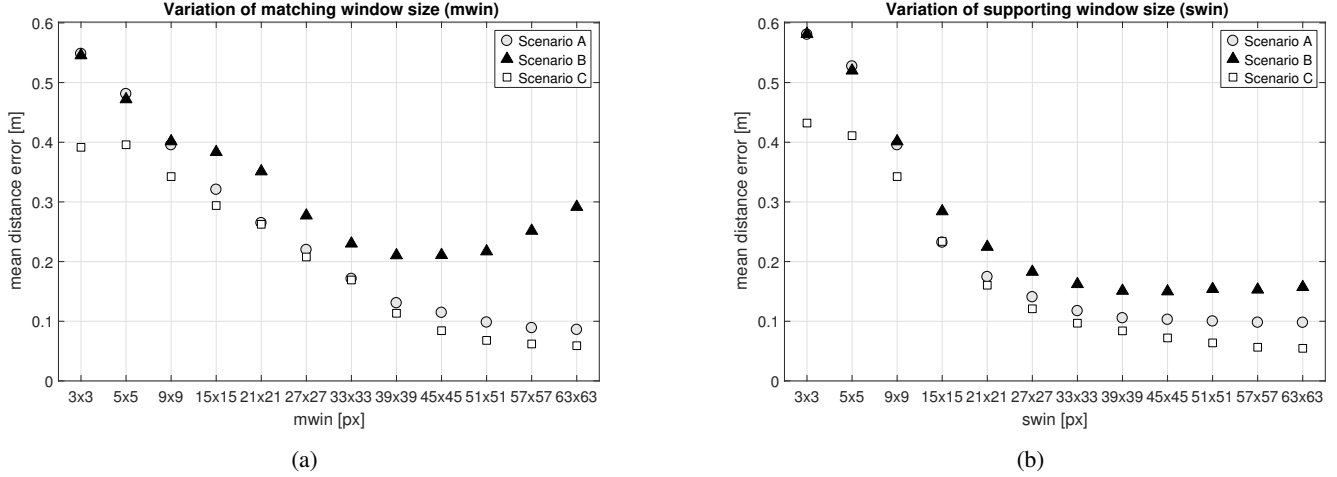 Variation of matching window size (mwin)
mean distance error [m]
0.6
0.5
0.4
0.3
0.2
0.1
0
Scenario A
Scenario B
Scenario C
3x3 5x5 9x9 15x15 21x21 27x27 33x33 39x39 45x45 51x51 57x57 63x63
mwin [px]
(a)
Variation of supporting window size (swin)
mean distance error [m]
0.6
0.5
0.4
0.3
0.2
0.1
0
Scenario A
Scenario B
Scenario C
3x3 5x5 9x9 15x15 21x21 27x27 33x33 39x39 45x45 51x51 57x57 63x63
swin [px]
(b)